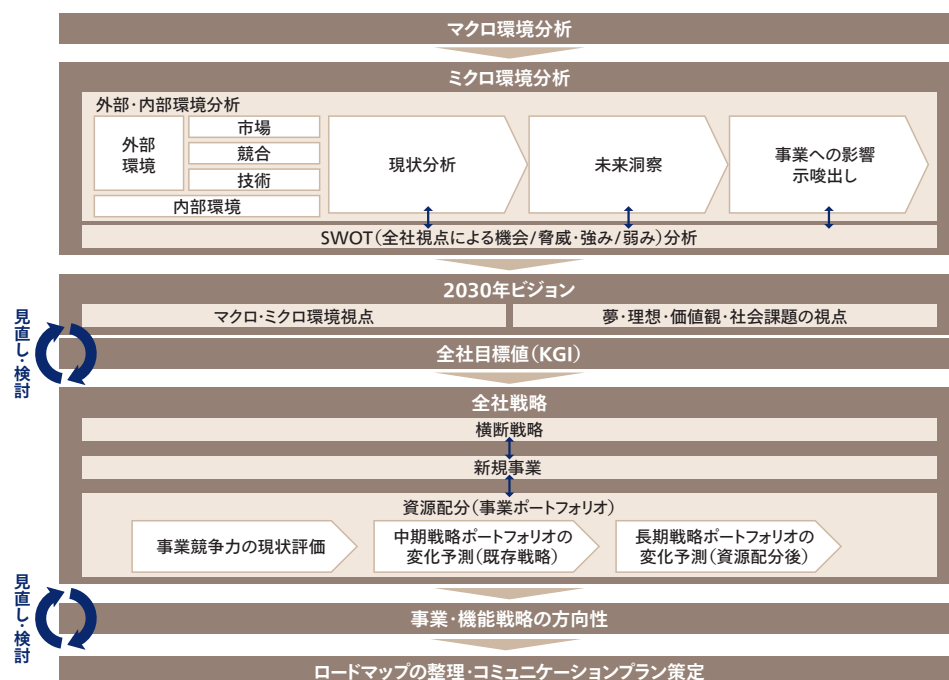 マクロ環境分析
ミクロ環境分析
外部・内部環境分析
外部
環境
市場
競合
技術
内部環境
現状分析
未来洞察
事業への影響
示唆出し
SWOT(全社視点による機会/脅威・強み/弱み)分析
2030年ビジョン
マクロ・ミクロ環境視点
夢・理想・価値観・社会課題の視点
見直し・検討
全社目標値(KGI)
全社戦略
横断戦略
新規事業
資源配分(事業ポートフォリオ)
事業競争力の現状評価
中期戦略ポートフォリオの
変化予測(既存戦略)
長期戦略ポートフォリオの
変化予測(資源配分後)
見直し・検討
事業・機能戦略の方向性
ロードマップの整理・コミュニケーションプラン策定